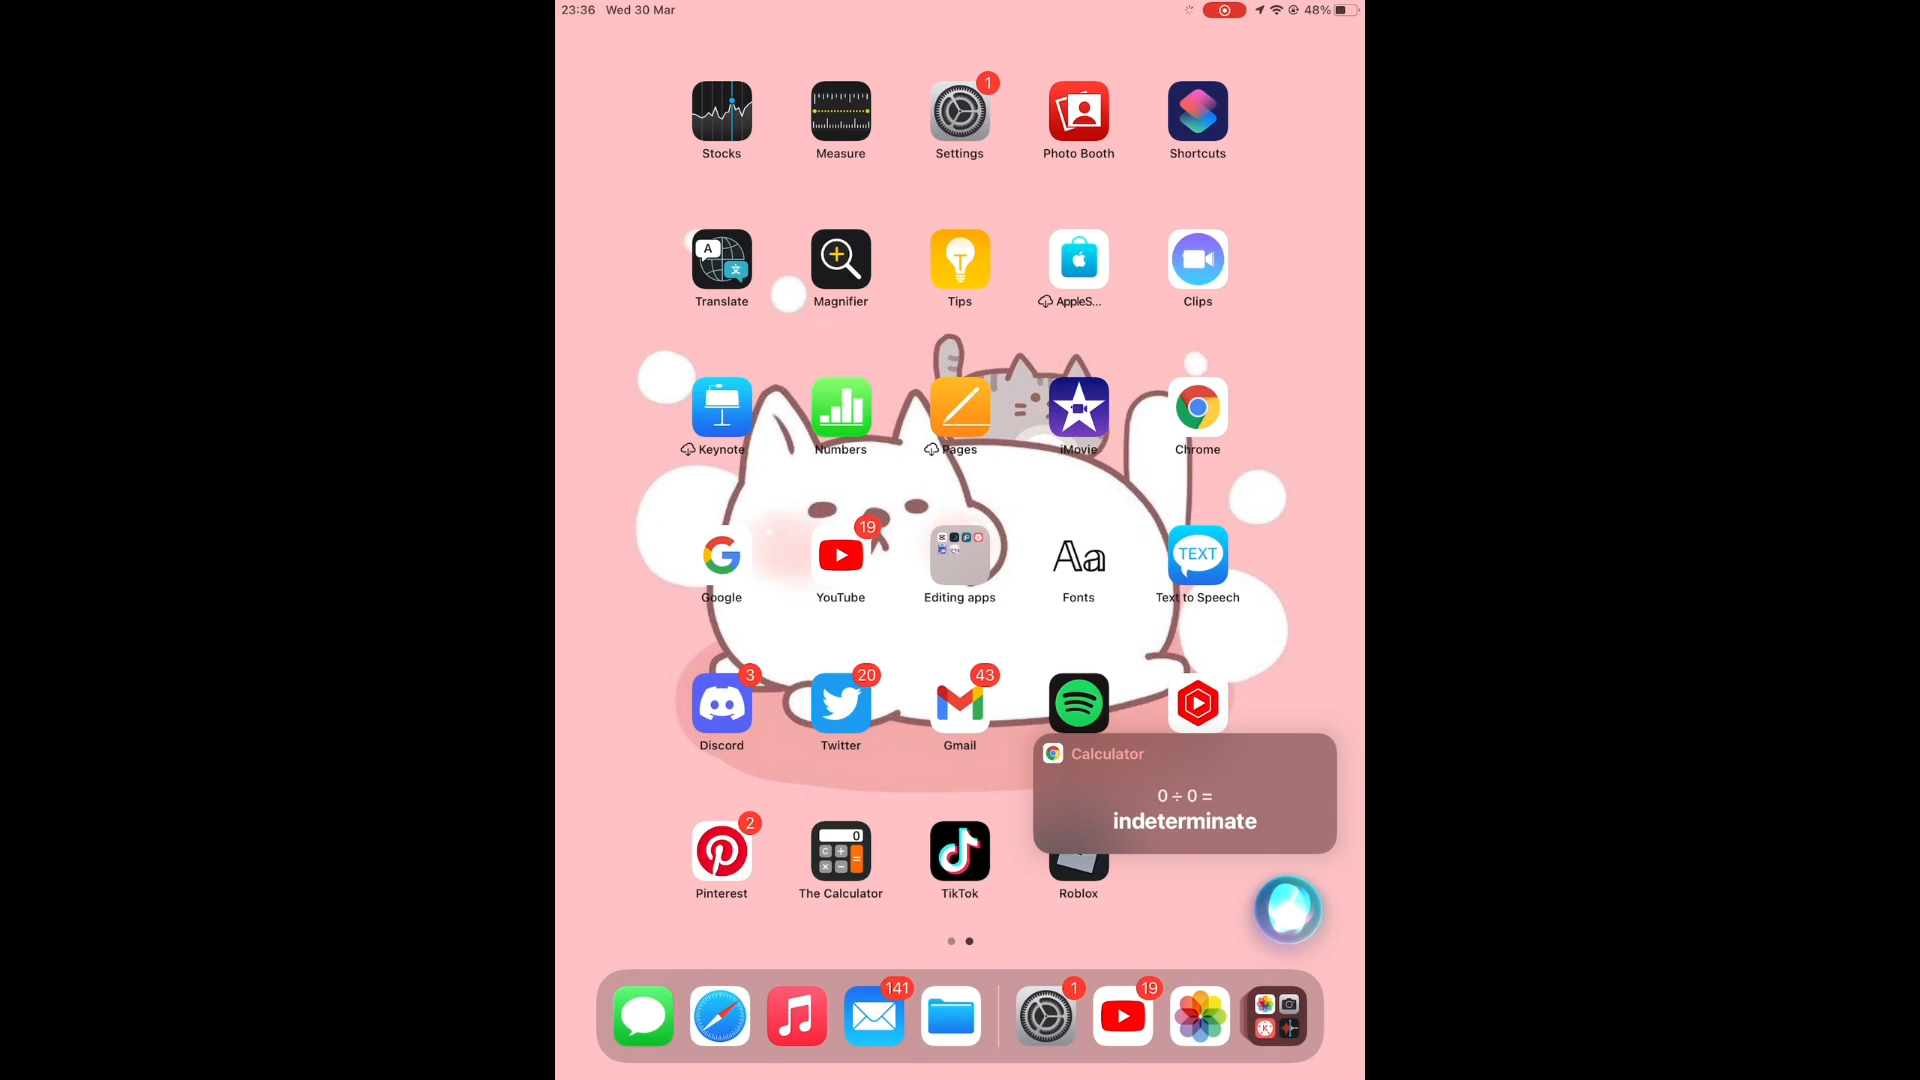 23:36 Wed 30 Mar
48%
1
Stocks
Measure
Settings
Photo Booth
Shortcuts
A
文
Translate
Magnifier
Tips
AppleS...
Clips
Keynote
Numbers
Pages
iMovie
Chrome
19
Aa
TEXT
Google
YouTube
Editing apps
Fonts
Text to Speech
3
20
43
Discord
Twitter
Gmail
Calculator
0 ÷ 0 =
indeterminate
2
0
Pinterest
The Calculator
TikTok
Roblox
141
1
19